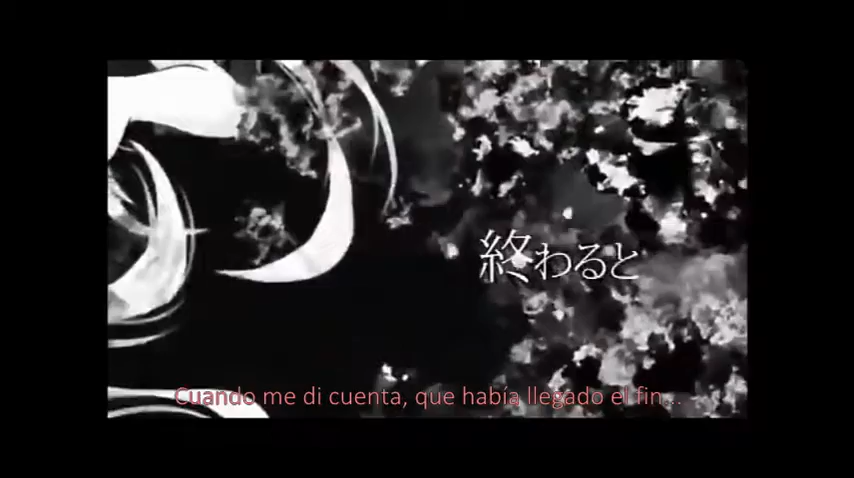 終わると
Cuando me di cuenta, que había llegado el fin...